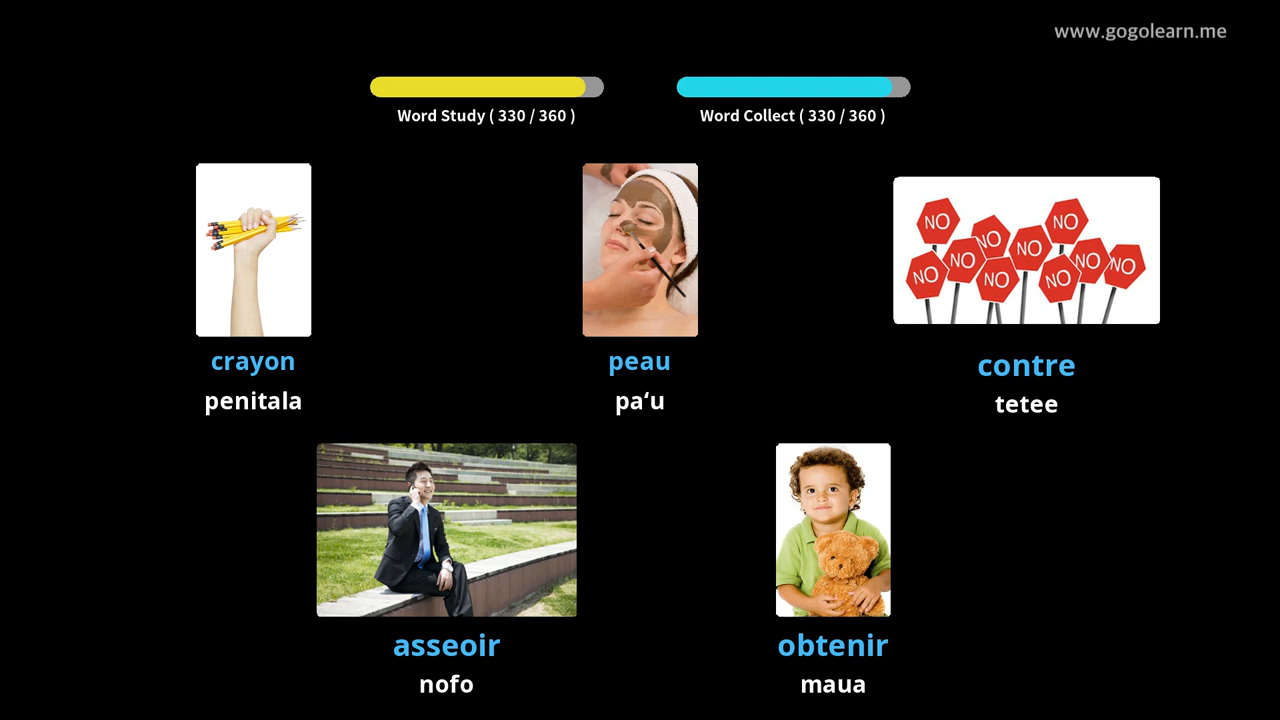 www.gogolearn.me
Word Study ( 330 / 360 )
Word Collect ( 330 / 360 )
NO
NO
NO
NO
NO
NO
NO
NO
NO
NO
crayon
penitala
peau
paʻu
contre
tetee
asseoir
nofo
obtenir
maua